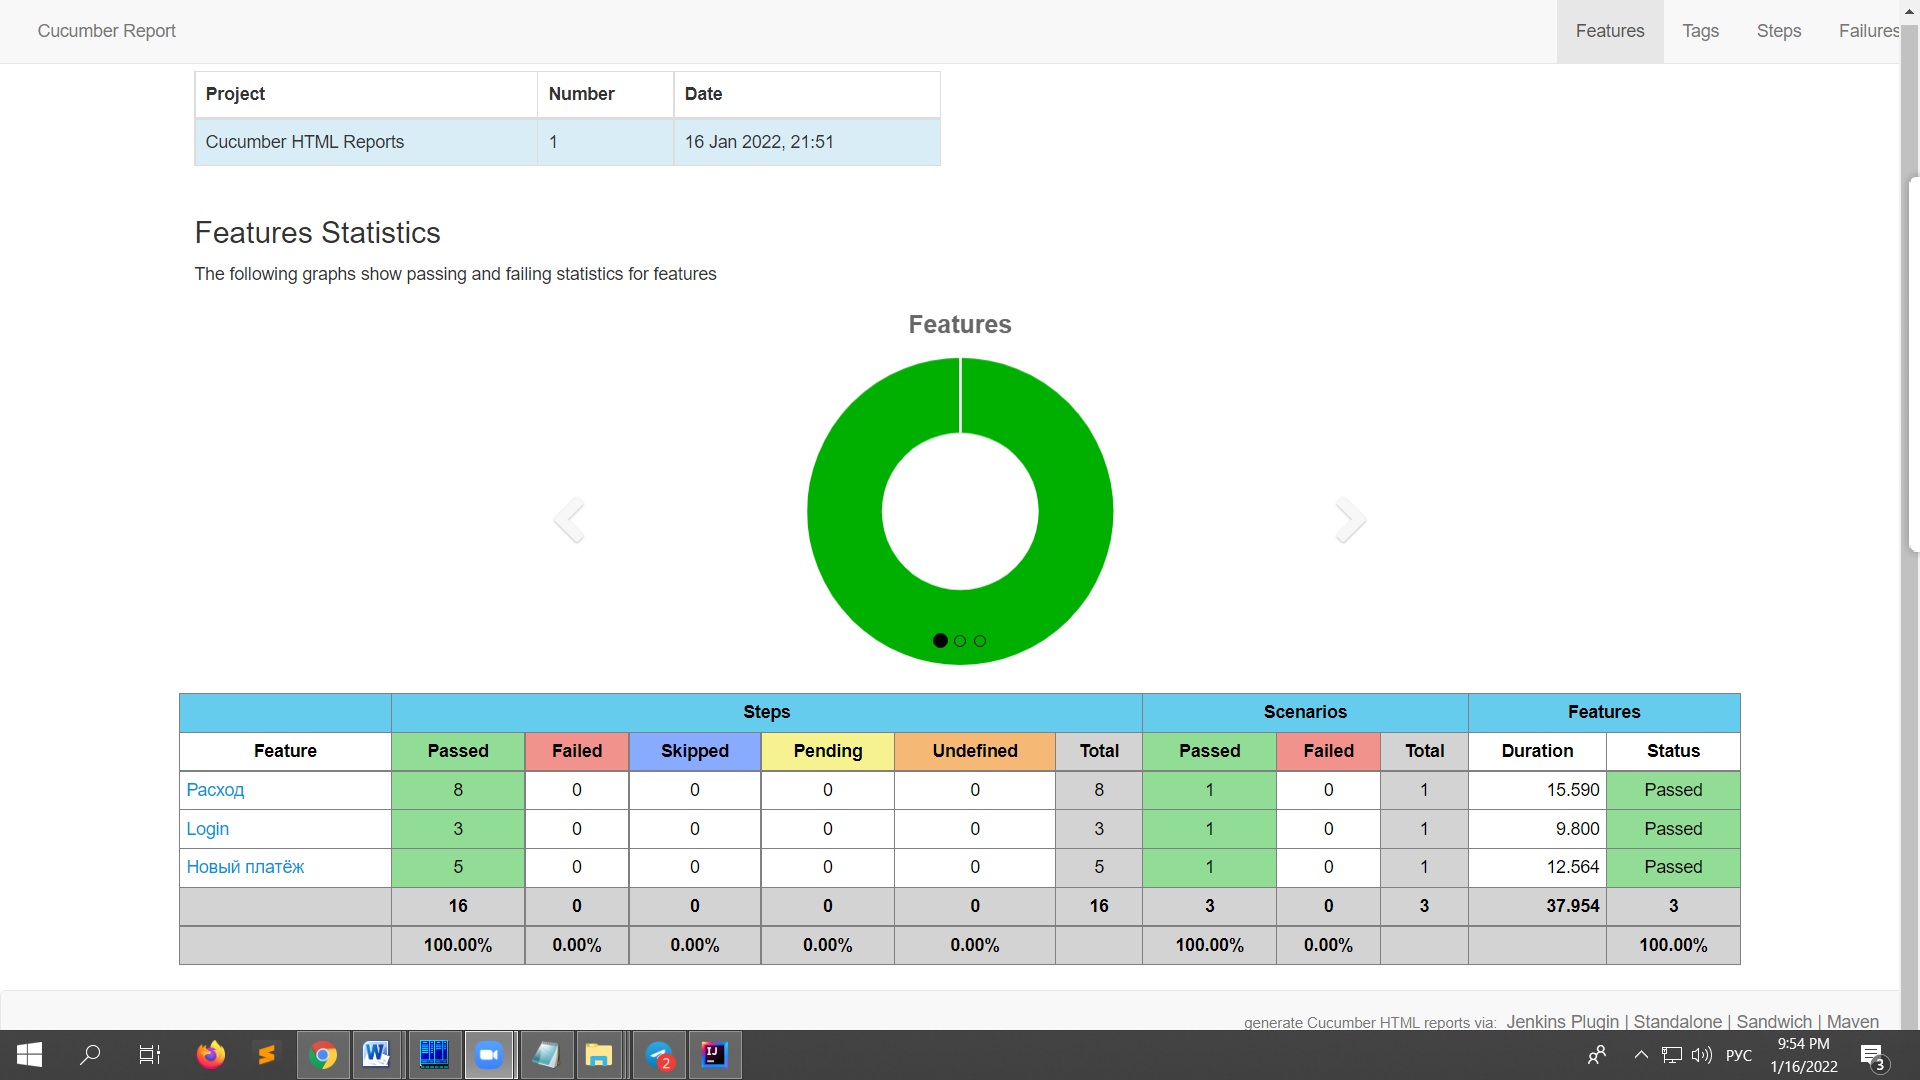 Cucumber Report Features Tags Steps Failures
Project Number Date
Cucumber HTML Reports 1 16 Jan 2022, 21:51
Features Statistics
The following graphs show passing and failing statistics for features
Features
Steps Scenarios Features
Feature Passed Failed Skipped Pending Undefined Total Passed Failed Total Duration Status
Расход 8 0 0 0 0 8 1 0 1 15.590 Passed
Login 3 0 0 0 0 3 1 0 1 9.800 Passed
Новый платёж 5 0 0 0 0 5 1 0 1 12.564 Passed
16 0 0 0 0 16 3 0 3 37.954 3
100.00% 0.00% 0.00% 0.00% 0.00% 100.00% 0.00% 100.00%
generate Cucumber HTML reports via: Jenkins Plugin | Standalone | Sandwich | Maven
W 2 IJ РУС 9:54 PM
1/16/2022 3